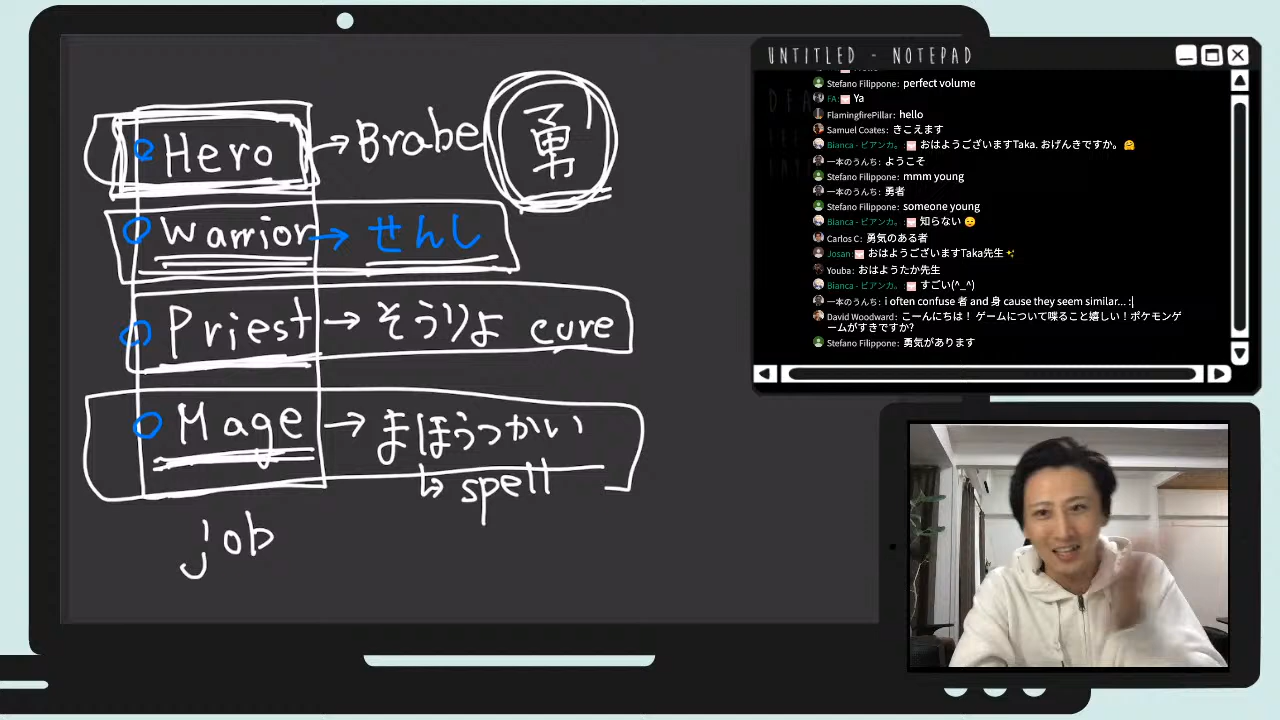 Hero → Brabe 勇
Warrior → せんし
Priest → そうりよ cure
Mage → まほうつかい
↳ spell
job
UNTITLED - NOTEPAD
Stefano Filippone: perfect volume
FA: Ya
FlamingfirePillar: hello
Samuel Coates: きこえます
Bianca - ビアンカ。: おはようございますTaka. おげんきですか。🤗
一本のうんち: ようこそ
Stefano Filippone: mmm young
一本のうんち: 勇者
Stefano Filippone: someone young
Bianca - ビアンカ。: 知らない 😊
Carlos C: 勇気のある者
Josan: おはようございますTaka先生✨
Youba: おはようたか先生
Bianca - ビアンカ。: すごい(^_^)
一本のうんち: i often confuse 者 and 身 cause they seem similar... :|
David Woodward: こーんにちは！ ゲームについて喋ること嬉しい！ポケモンゲ
ームがすきですか?
Stefano Filippone: 勇気があります